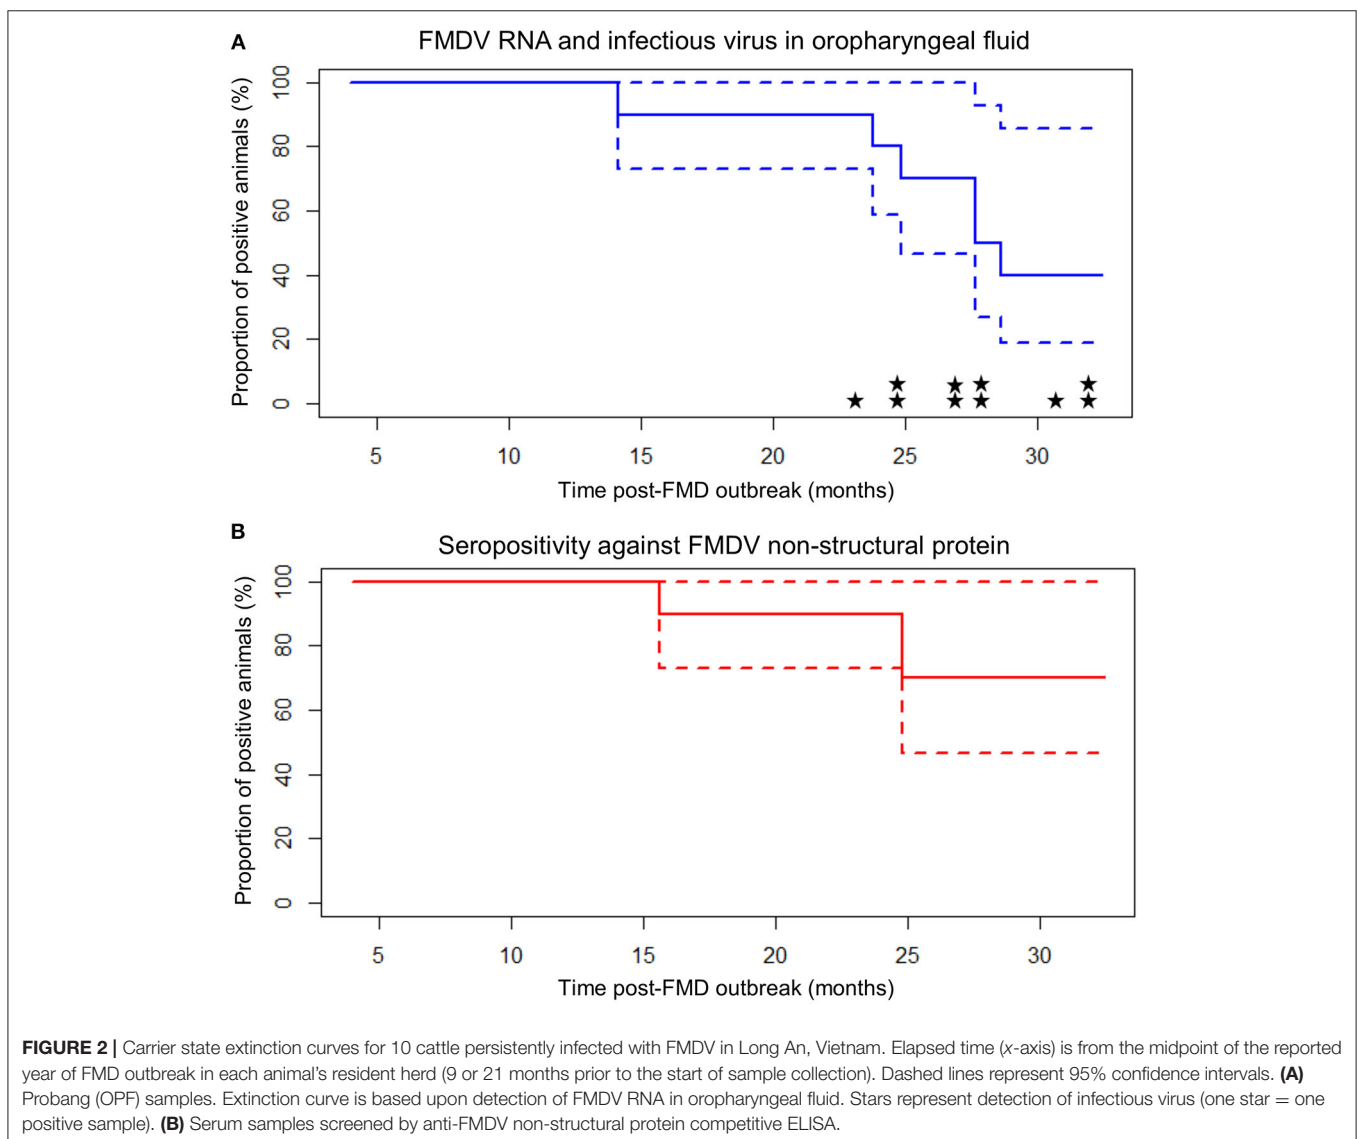 A
FMDV RNA and infectious virus in oropharyngeal fluid
Proportion of positive animals (%)
100
80
60
40
20
0
5 10 15 20 25 30
Time post-FMD outbreak (months)
B
Seropositivity against FMDV non-structural protein
Proportion of positive animals (%)
100
80
60
40
20
0
5 10 15 20 25 30
Time post-FMD outbreak (months)
FIGURE 2 | Carrier state extinction curves for 10 cattle persistently infected with FMDV in Long An, Vietnam. Elapsed time (x-axis) is from the midpoint of the reported
year of FMD outbreak in each animal's resident herd (9 or 21 months prior to the start of sample collection). Dashed lines represent 95% confidence intervals. (A)
Probang (OPF) samples. Extinction curve is based upon detection of FMDV RNA in oropharyngeal fluid. Stars represent detection of infectious virus (one star = one
positive sample). (B) Serum samples screened by anti-FMDV non-structural protein competitive ELISA.